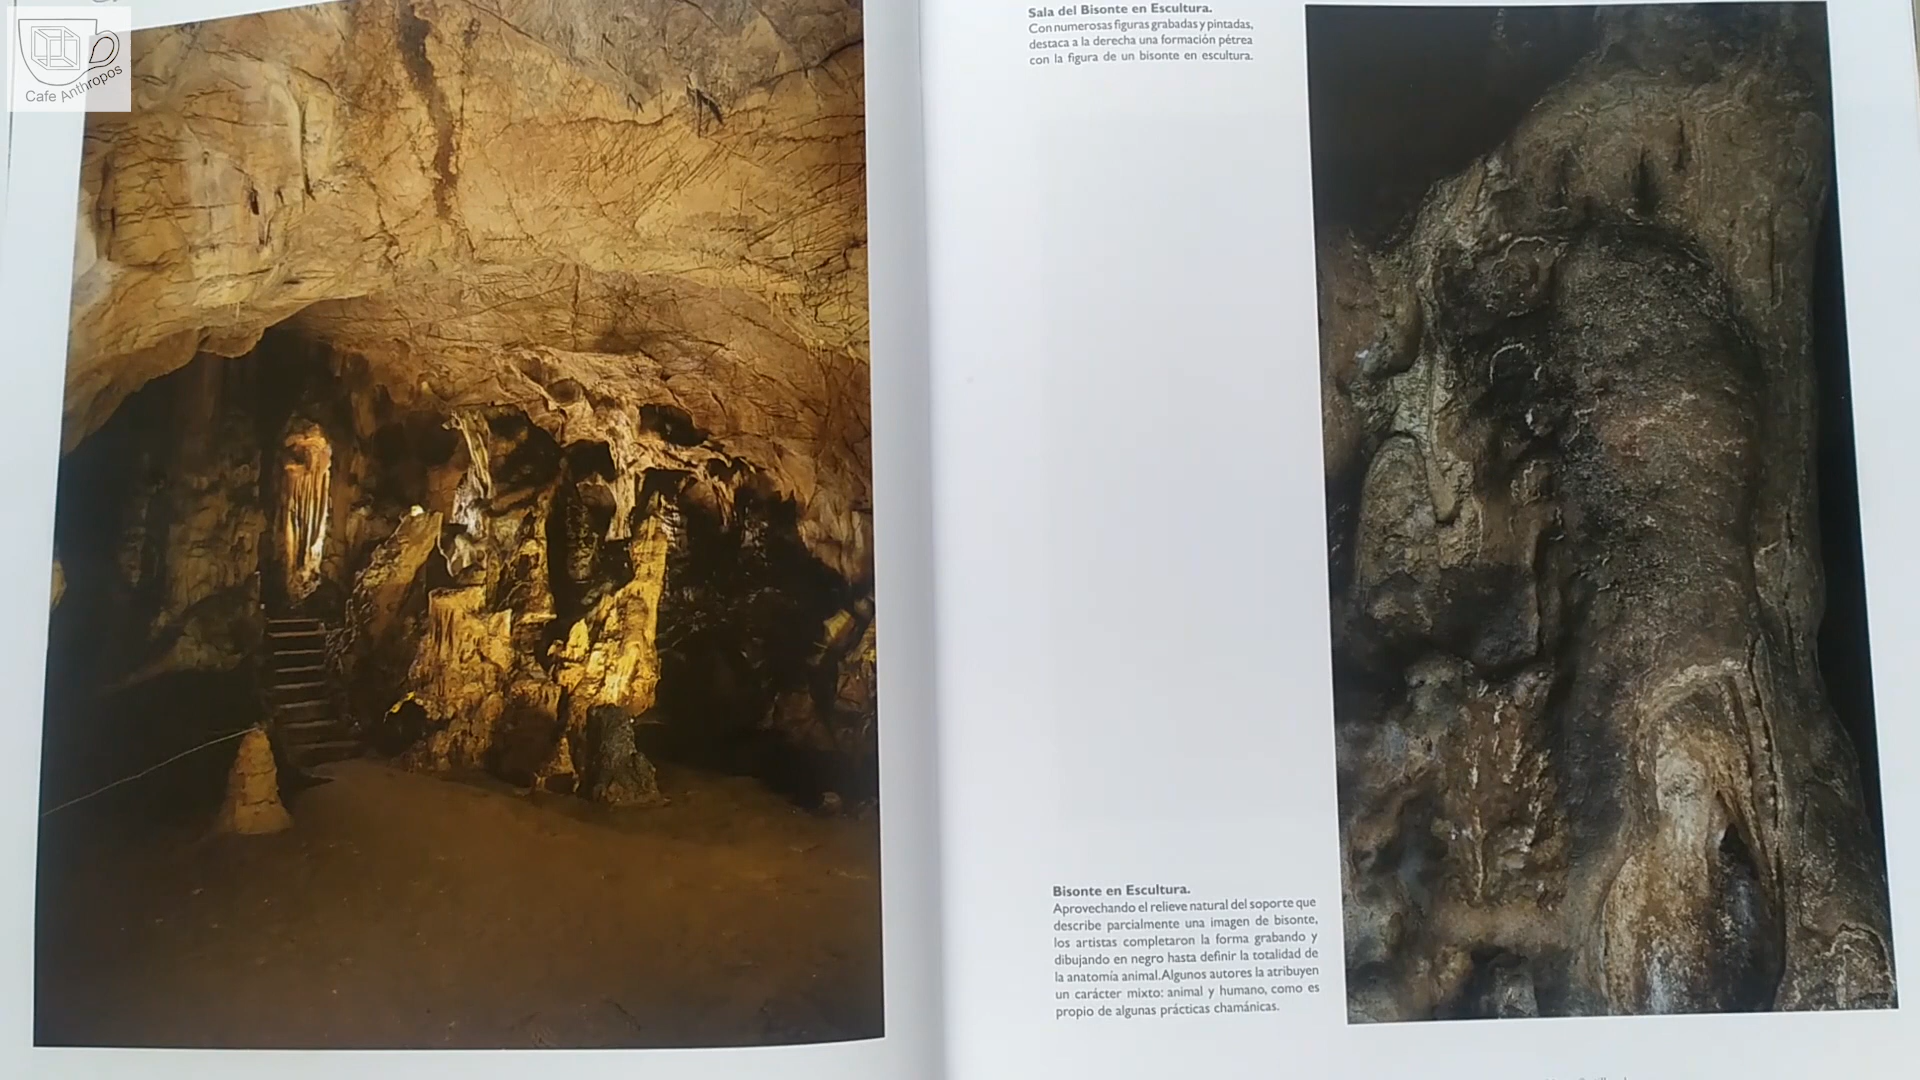 Cafe Anthropos
Sala del Bisonte en Escultura.
Con numerosas figuras grabadas y pintadas,
destaca a la derecha una formación pétrea
con la figura de un bisonte en escultura.
Bisonte en Escultura.
Aprovechando el relieve natural del soporte que
describe parcialmente una imagen de bisonte,
los artistas completaron la forma grabando y
dibujando en negro hasta definir la totalidad de
la anatomía animal.Algunos autores la atribuyen
un carácter mixto: animal y humano, como es
propio de algunas prácticas chamánicas.